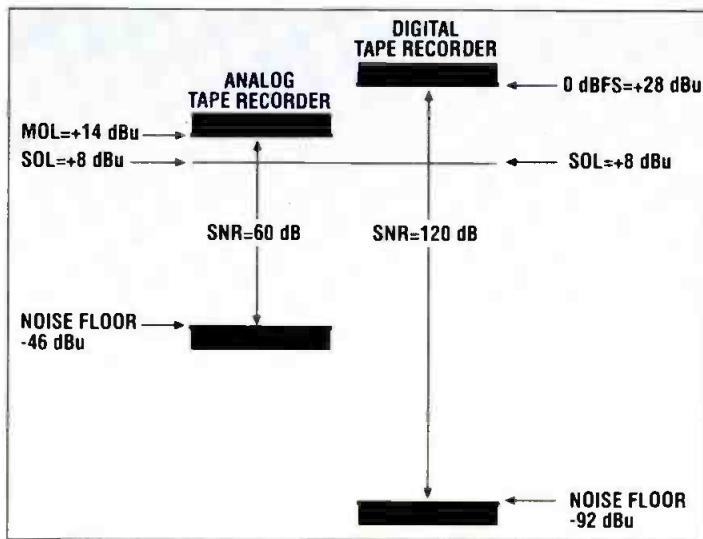 DIGITAL
TAPE RECORDER
ANALOG
TAPE RECORDER
0 dBFS=+28 dBu
MOL=+14 dBu
SOL=+8 dBu
SOL=+8 dBu
SNR=60 dB
SNR=120 dB
NOISE FLOOR
-46 dBu
NOISE FLOOR
-92 dBu